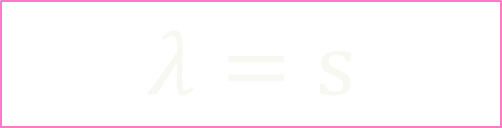 λ = s